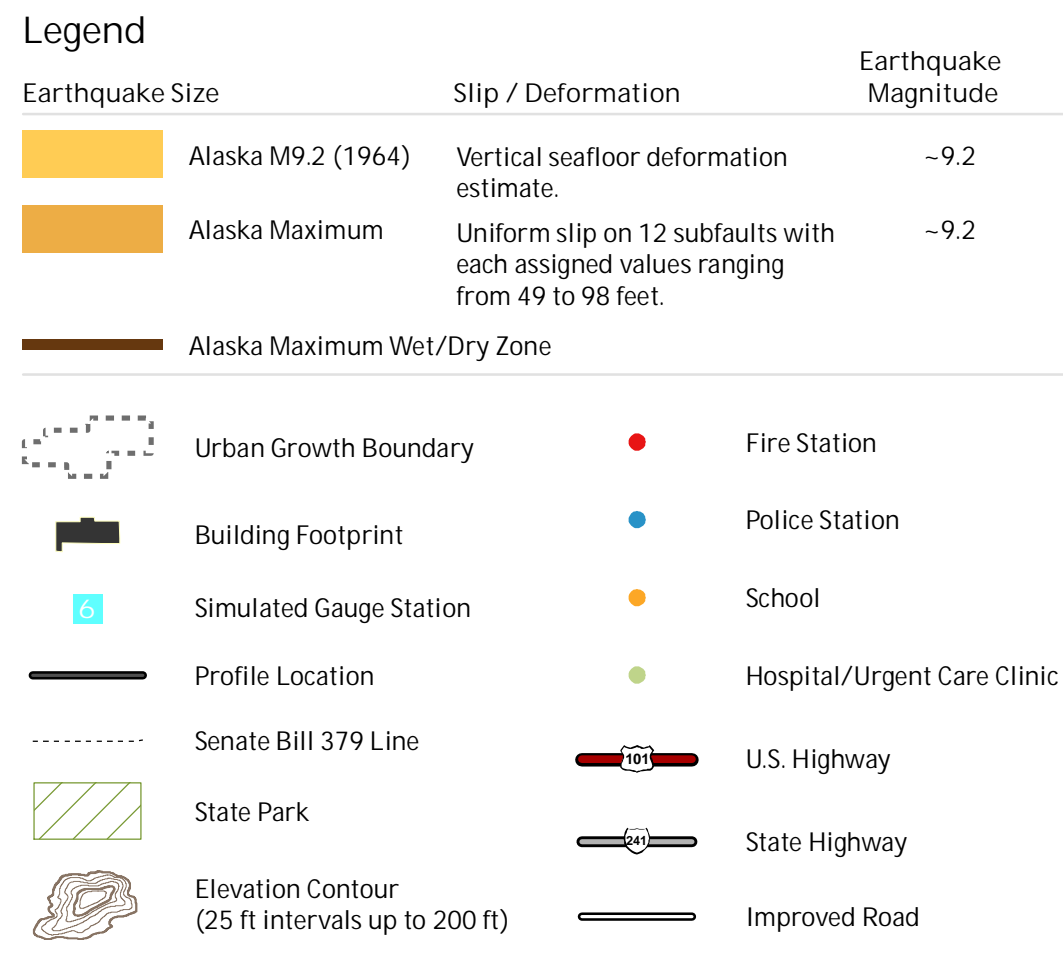 Legend
Earthquake Size
Slip / Deformation
Earthquake
Magnitude
Alaska M9.2 (1964)
Vertical seafloor deformation
estimate.
~9.2
Alaska Maximum
Uniform slip on 12 subfaults with
each assigned values ranging
from 49 to 98 feet.
~9.2
Alaska Maximum Wet/Dry Zone
Urban Growth Boundary
Fire Station
Building Footprint
Police Station
6
Simulated Gauge Station
School
Profile Location
Hospital/Urgent Care Clinic
Senate Bill 379 Line
101
U.S. Highway
State Park
241
State Highway
Elevation Contour
(25 ft intervals up to 200 ft)
Improved Road